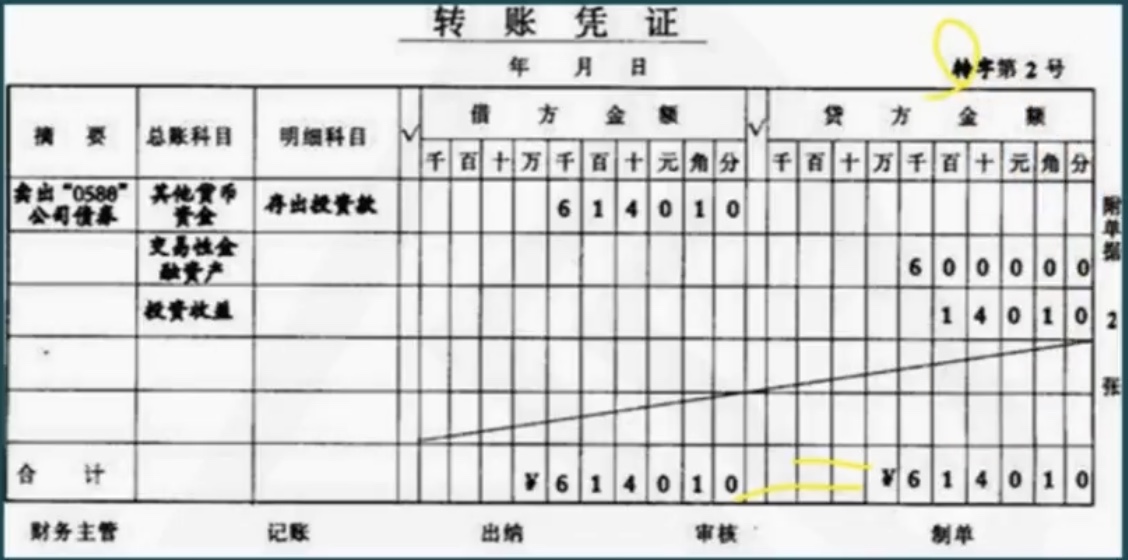 转账凭证
年 月 日
转字第 2 号
摘 要 总账科目 明细科目 √ 借 方 金 额 √ 贷 方 金 额
千 百 十 万 千 百 十 元 角 分 千 百 十 万 千 百 十 元 角 分
卖出“0588”公司债券 其他货币资金 存出投资款 6 1 4 0 1 0
交易性金融资产 6 0 0 0 0 0
投资收益 1 4 0 1 0
合 计 ¥ 6 1 4 0 1 0 ¥ 6 1 4 0 1 0
附单据 2 张
财务主管 记账 出纳 审核 制单